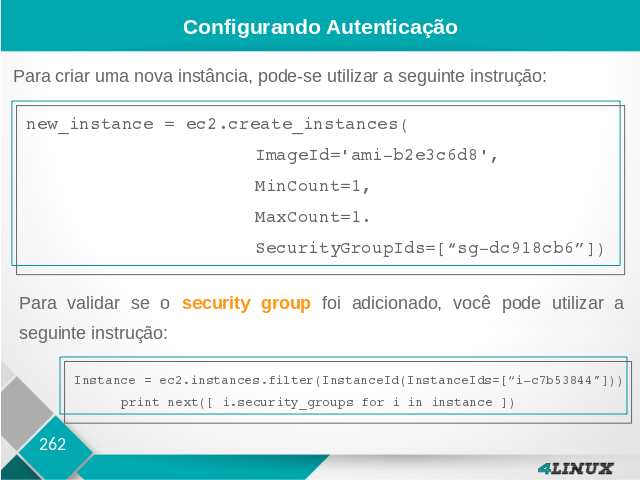 Configurando Autenticação
Para criar uma nova instância, pode-se utilizar a seguinte instrução:
new_instance = ec2.create_instances(
ImageId='ami-b2e3c6d8',
MinCount=1,
MaxCount=1.
SecurityGroupIds=[“sg-dc918cb6”])
Para validar se o security group foi adicionado, você pode utilizar a
seguinte instrução:
Instance = ec2.instances.filter(InstanceId(InstanceIds=[“i-c7b53844”]))
print next([ i.security_groups for i in instance ])
262
4LINUX